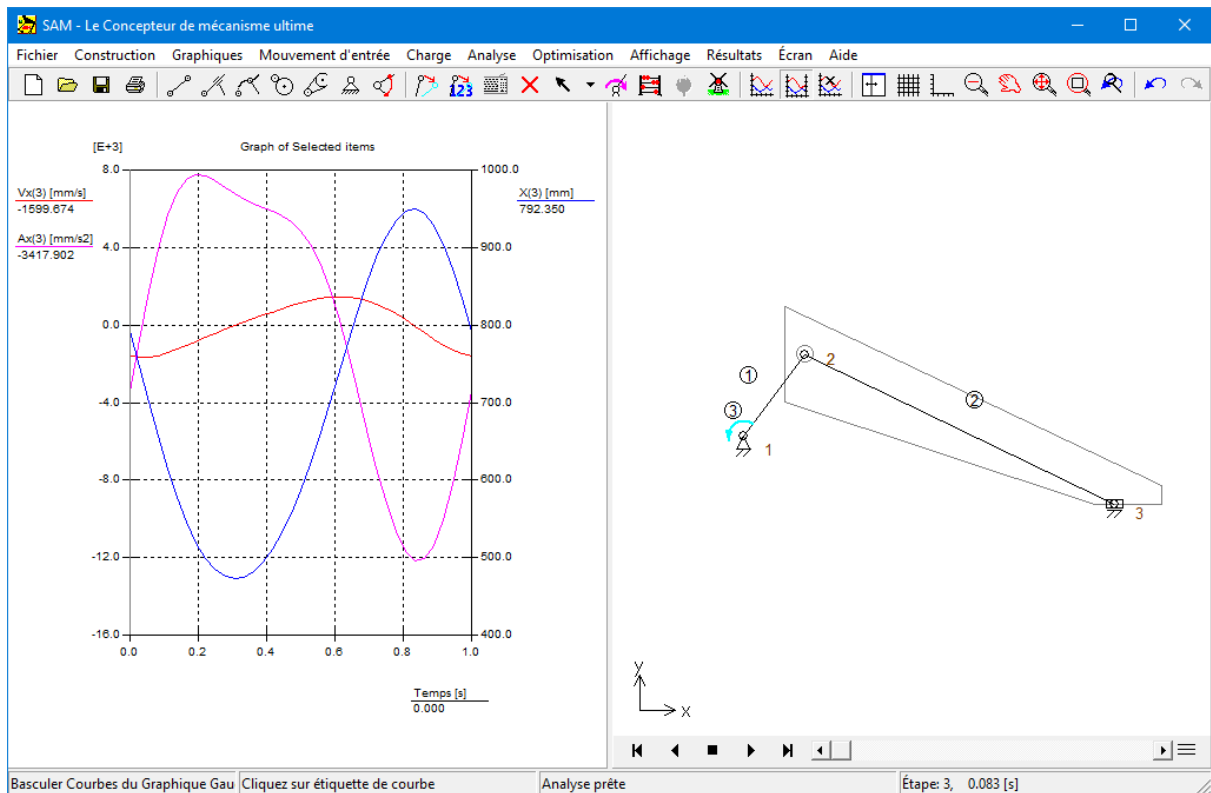 SAM - Le Concepteur de mécanisme ultime
Fichier Construction Graphiques Mouvement d'entrée Charge Analyse Optimisation Affichage Résultats Écran Aide
123
[E+3] Graph of Selected items
8.0 1000.0
Vx(3) [mm/s] X(3) [mm]
-1599.674 792.350
Ax(3) [mm/s2]
-3417.902
4.0 900.0
0.0 800.0
-4.0 700.0
-8.0 600.0
-12.0 500.0
-16.0 400.0
0.0 0.2 0.4 0.6 0.8 1.0
Temps [s]
0.000
2
1
2
3
1
3
y
x
Basculer Courbes du Graphique Gau Cliquez sur étiquette de courbe Analyse prête Étape: 3, 0.083 [s]